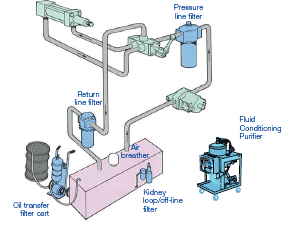 Pressure
line filter
Return
line filter
Air
breather
Fluid
Conditioning
Purifier
Kidney
loop/off-line
filter
Oil transfer
filter cart